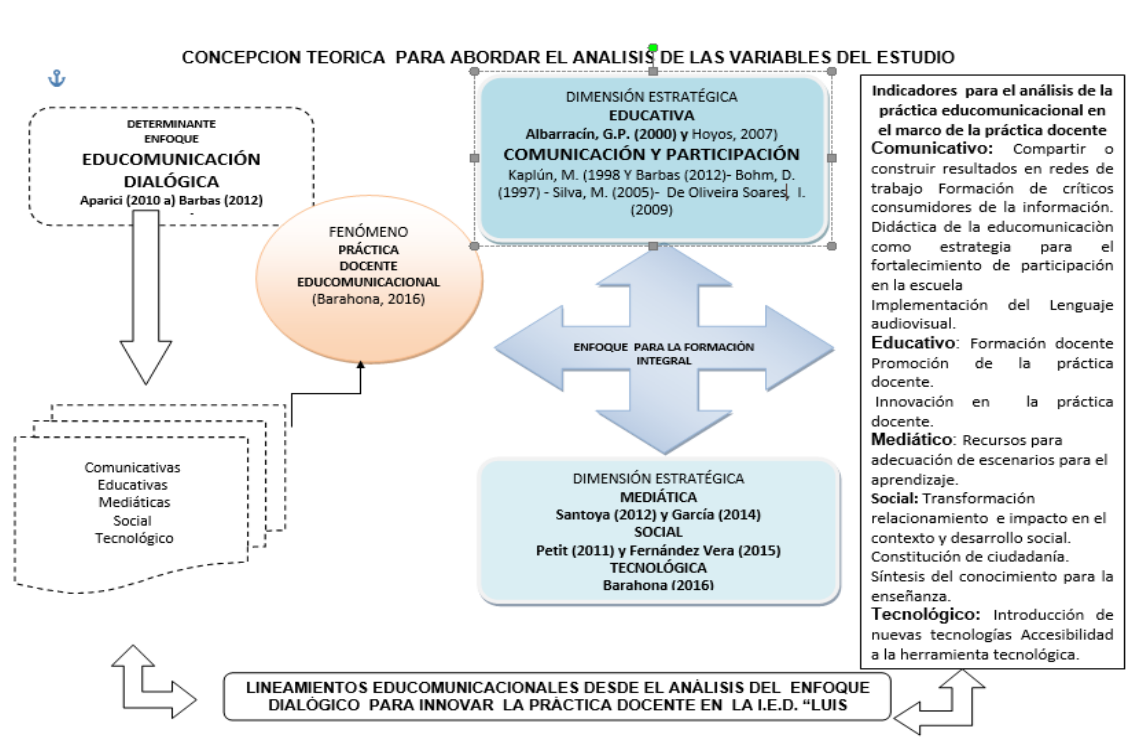 CONCEPCION TEORICA PARA ABORDAR EL ANALISIS DE LAS VARIABLES DEL ESTUDIO
DETERMINANTE
ENFOQUE
EDUCOMUNICACIÓN
DIALÓGICA
Aparici (2010 a) Barbas (2012)
FENÓMENO
PRÁCTICA
DOCENTE
EDUCOMUNICACIONAL
(Barahona, 2016)
Comunicativas
Educativas
Mediáticas
Social
Tecnológico
DIMENSIÓN ESTRATÉGICA
EDUCATIVA
Albarracín, G.P. (2000) y Hoyos, 2007)
COMUNICACIÓN Y PARTICIPACIÓN
Kaplún, M. (1998 Y Barbas (2012)- Bohm, D.
(1997) - Silva, M. (2005)- De Oliveira Soares, I.
(2009)
ENFOQUE PARA LA FORMACIÓN
INTEGRAL
DIMENSIÓN ESTRATÉGICA
MEDIÁTICA
Santoya (2012) y García (2014)
SOCIAL
Petit (2011) y Fernández Vera (2015)
TECNOLÓGICA
Barahona (2016)
Indicadores para el análisis de la
práctica educomunicacional en
el marco de la práctica docente
Comunicativo: Compartir o
construir resultados en redes de
trabajo Formación de críticos
consumidores de la información.
Didáctica de la educomunicaciòn
como estrategia para el
fortalecimiento de participación
en la escuela
Implementación del Lenguaje
audiovisual.
Educativo: Formación docente
Promoción de la práctica
docente.
Innovación en la práctica
docente.
Mediático: Recursos para
adecuación de escenarios para el
aprendizaje.
Social: Transformación
relacionamiento e impacto en el
contexto y desarrollo social.
Constitución de ciudadanía.
Síntesis del conocimiento para la
enseñanza.
Tecnológico: Introducción de
nuevas tecnologías Accesibilidad
a la herramienta tecnológica.
LINEAMIENTOS EDUCOMUNICACIONALES DESDE EL ANÀLISIS DEL ENFOQUE
DIALÓGICO PARA INNOVAR LA PRÀCTICA DOCENTE EN LA I.E.D. “LUIS